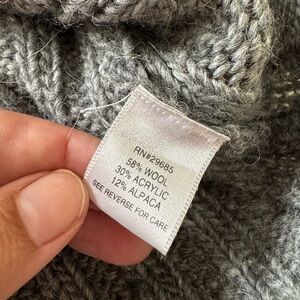 RN#29685
58% WOOL
30% ACRYLIC
12% ALPACA
SEE REVERSE FOR CARE